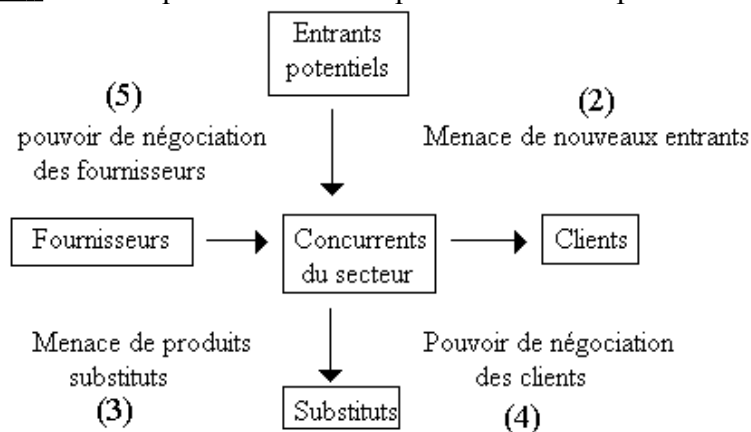 Entrants
potentiels
(5)
pouvoir de négociation
des fournisseurs
(2)
Menace de nouveaux entrants
Fournisseurs
Concurrents
du secteur
Clients
Menace de produits
substituts
(3)
Pouvoir de négociation
des clients
(4)
Substituts